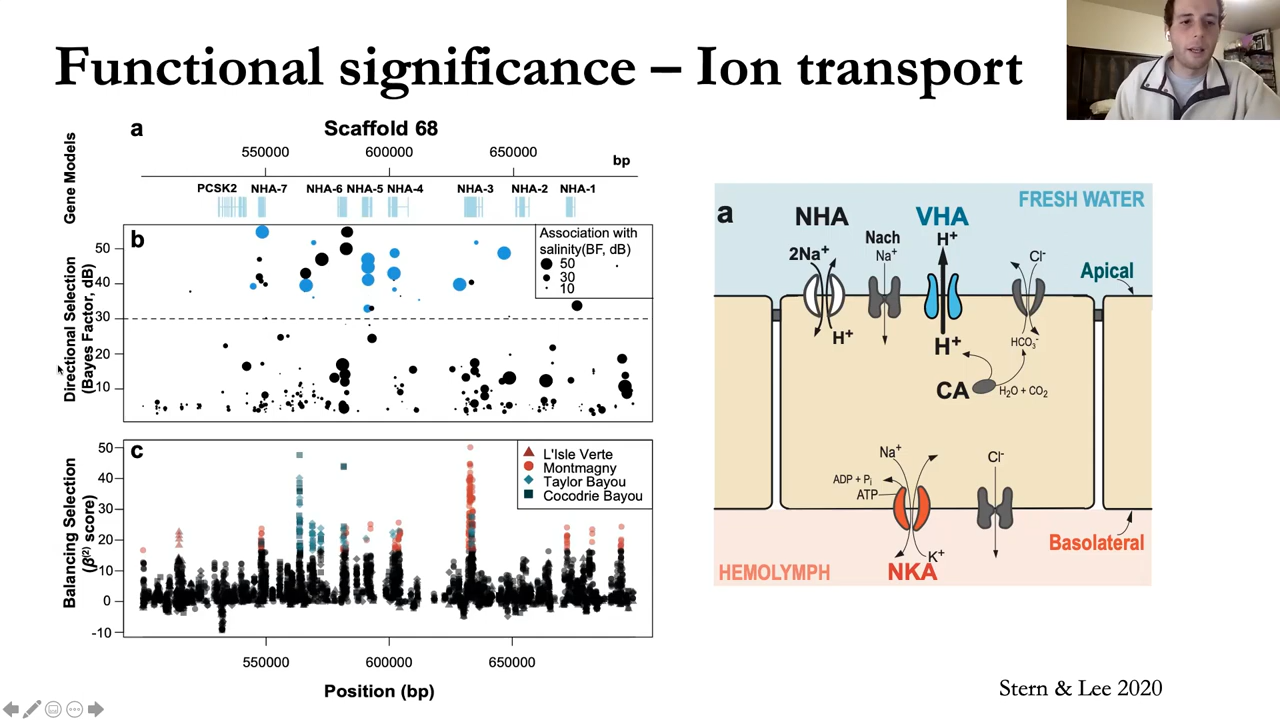 Functional significance – Ion transport
a
Scaffold 68
550000 600000 650000
bp
Gene Models
PCSK2 NHA-7 NHA-6 NHA-5 NHA-4 NHA-3 NHA-2 NHA-1
b
Association with
salinity(BF, dB)
50
30
10
Directional Selection
(Bayes Factor, dB)
50
40
30
20
10
c
L'Isle Verte
Montmagny
Taylor Bayou
Cocodrie Bayou
Balancing Selection
(β(2) score)
50
40
30
20
10
0
-10
550000 600000 650000
Position (bp)
a
FRESH WATER
NHA
VHA
Nach
H+
2Na+
Na+
Cl-
Apical
H+
H+
HCO3-
CA
H2O + CO2
Na+
Cl-
ADP + Pi
ATP
Basolateral
K+
HEMOLYMPH
NKA
Stern & Lee 2020